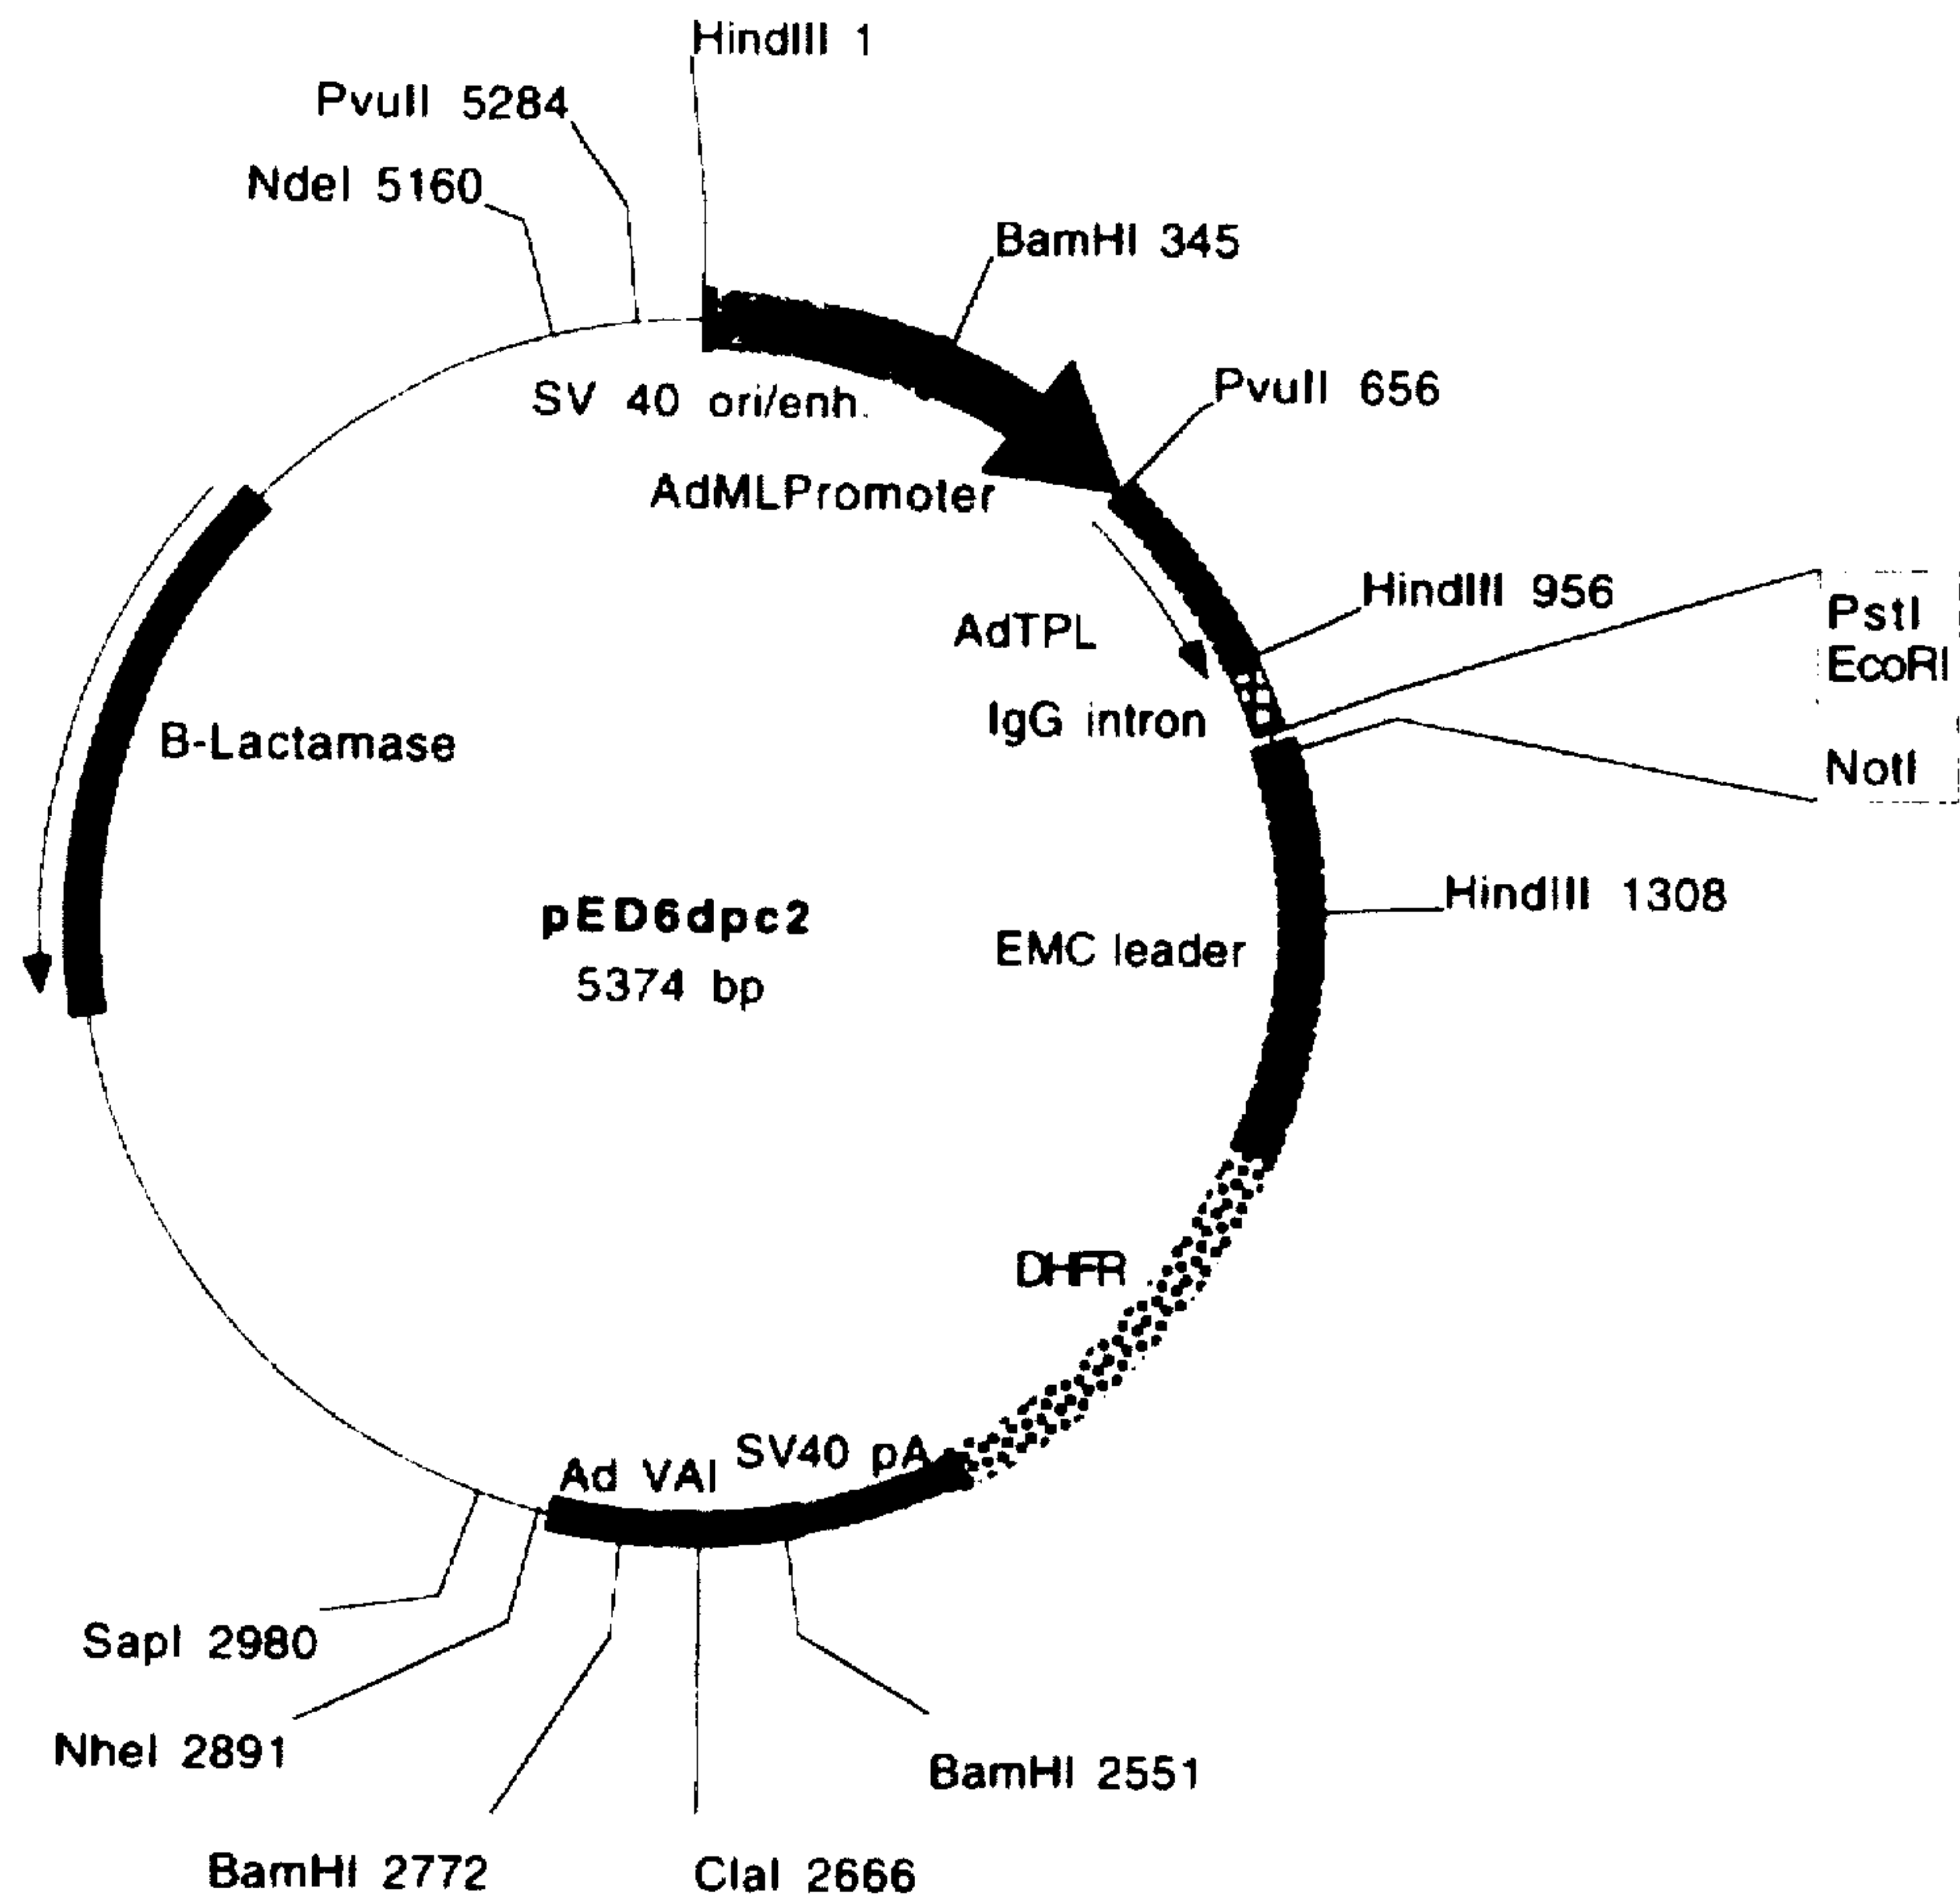 HindIII 1
PvuII 5284
NdeI 5160
BamHI 345
SV 40 ori/enh.
PvuII 656
AdMLPromoter
HindIII 956
PstI
EcoRI
AdTPL
IgG intron
NotI
B-Lactamase
HindIII 1308
pED6dpc2
5374 bp
EMC leader
DHFR
SV40 pA
Ad VAI
SapI 2980
NheI 2891
BamHI 2551
BamHI 2772
ClaI 2666